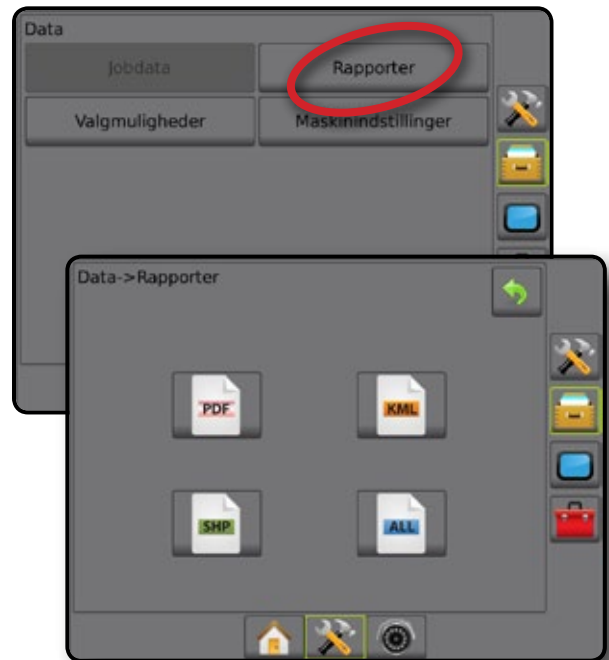 Data
Jobdata
Rapporter
Valgmuligheder
Maskinindstillinger
Data->Rapporter
PDF
KML
SHP
ALL